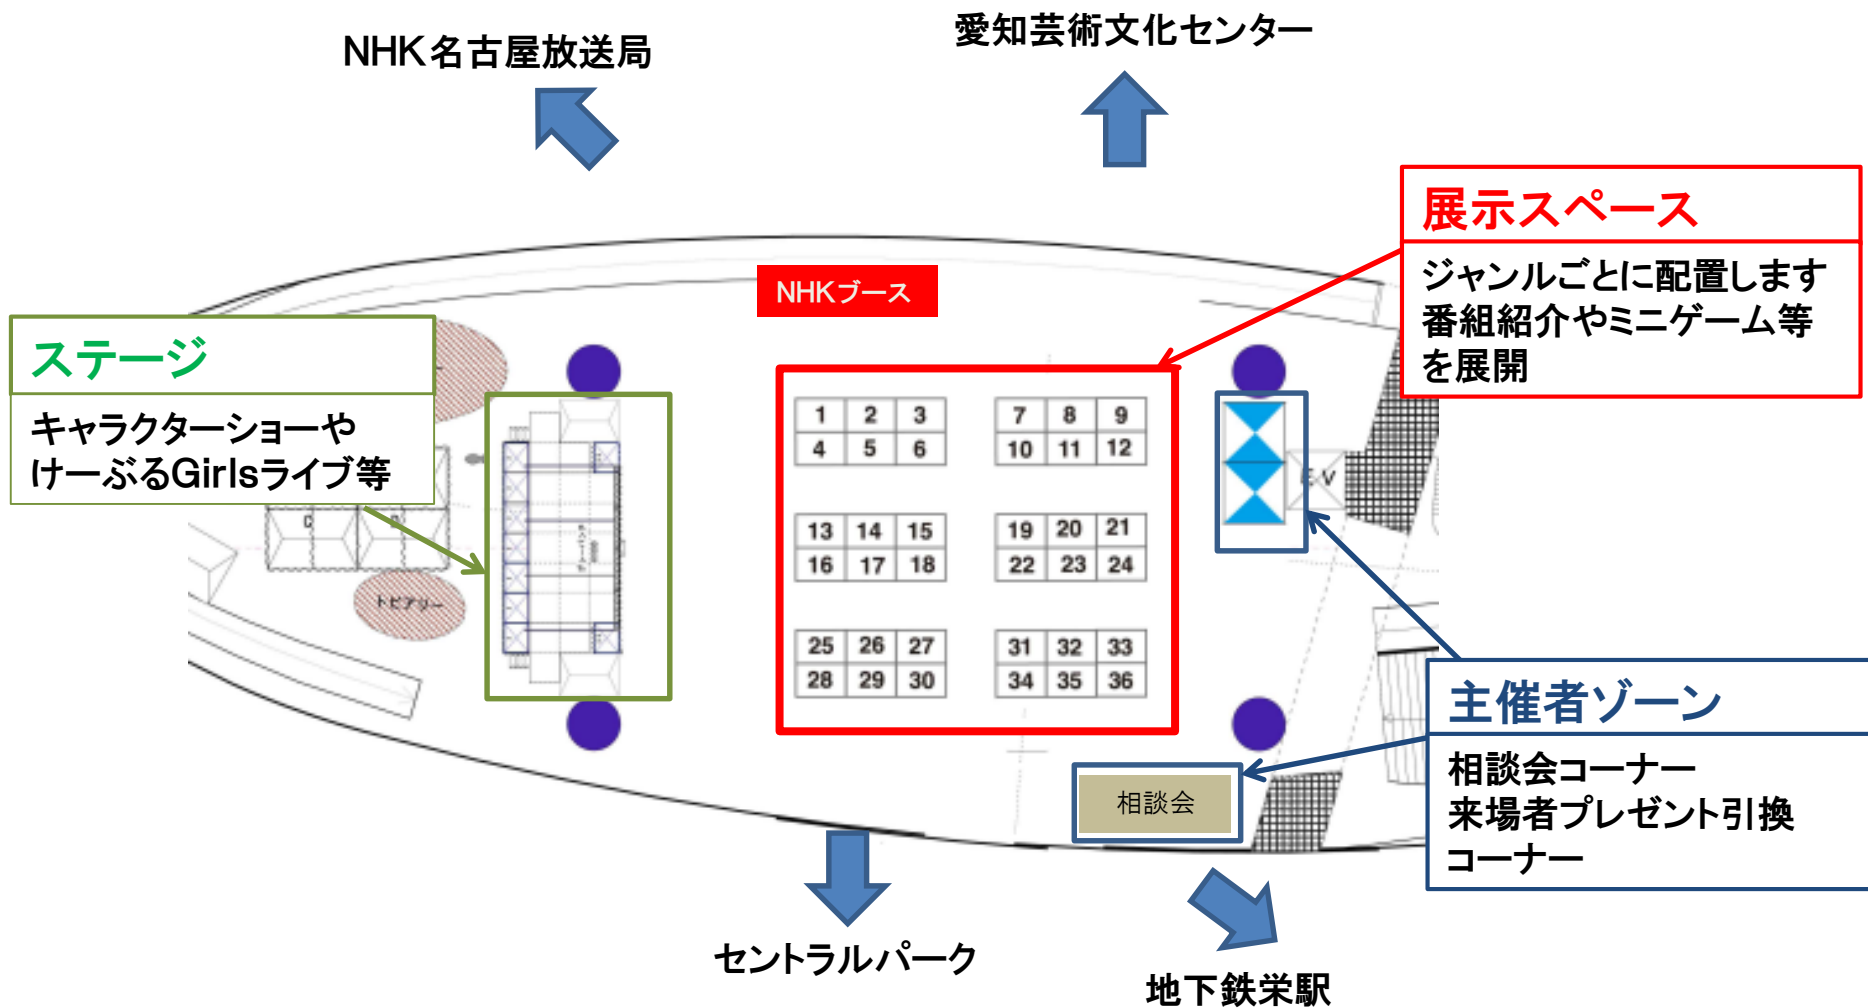 NHK名古屋放送局
愛知芸術文化センター
展示スペース
ジャンルごとに配置します
番組紹介やミニゲーム等
を展開
NHKブース
ステージ
キャラクターショーや
けーぶるGirlsライブ等
1 2 3
4 5 6
7 8 9
10 11 12
E V
13 14 15
16 17 18
19 20 21
22 23 24
C
トピアリー
25 26 27
28 29 30
31 32 33
34 35 36
主催者ゾーン
相談会コーナー
来場者プレゼント引換
コーナー
相談会
セントラルパーク
地下鉄栄駅